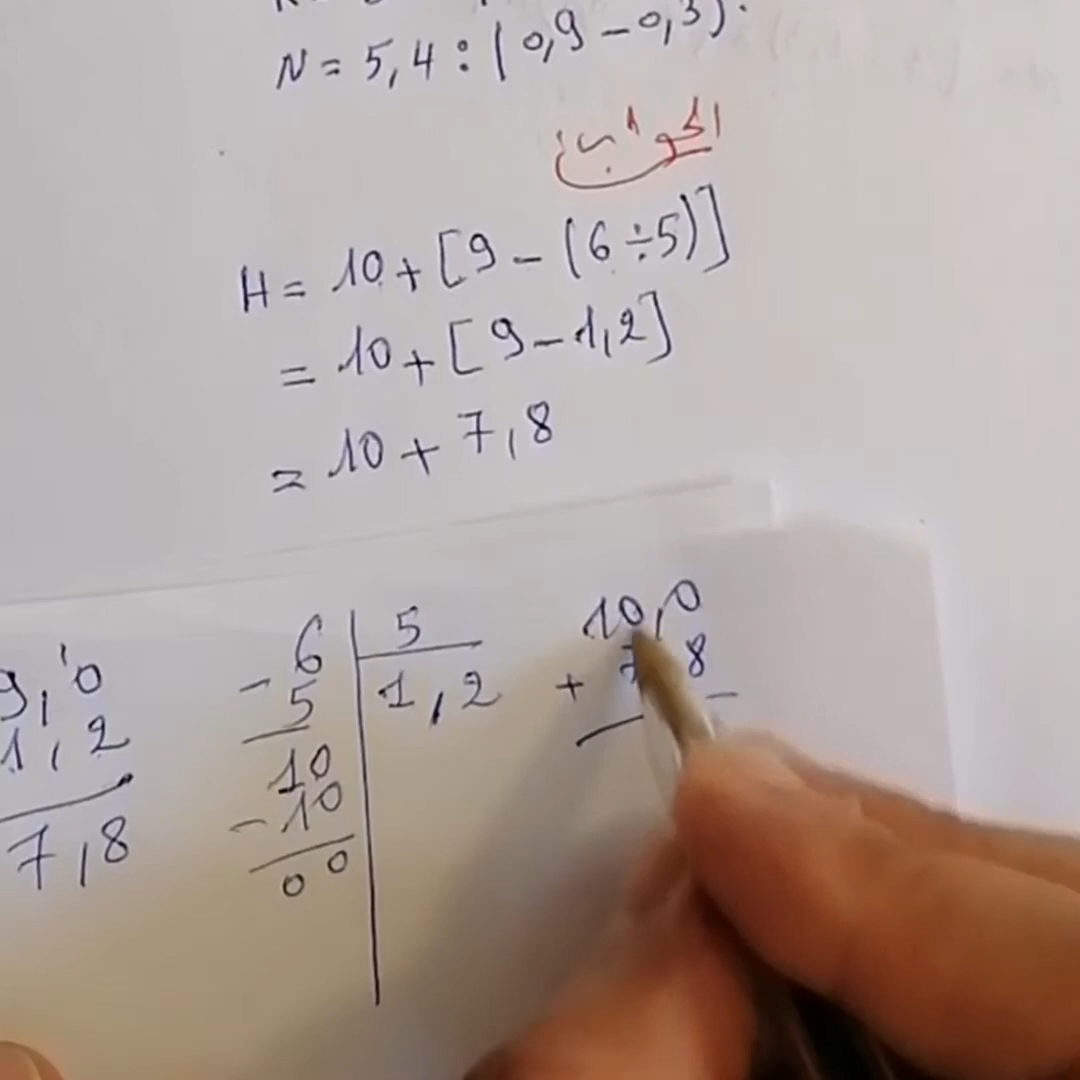 N = 5,4 : (0,9 - 0,3).
الجواب:
H = 10 + [9 - (6 ÷ 5)]
= 10 + [9 - 1,2]
= 10 + 7,8
9,0
1,2
7,8
- 6 | 5
5 | 1,2
10
- 10
00
10,0
+ 7 8